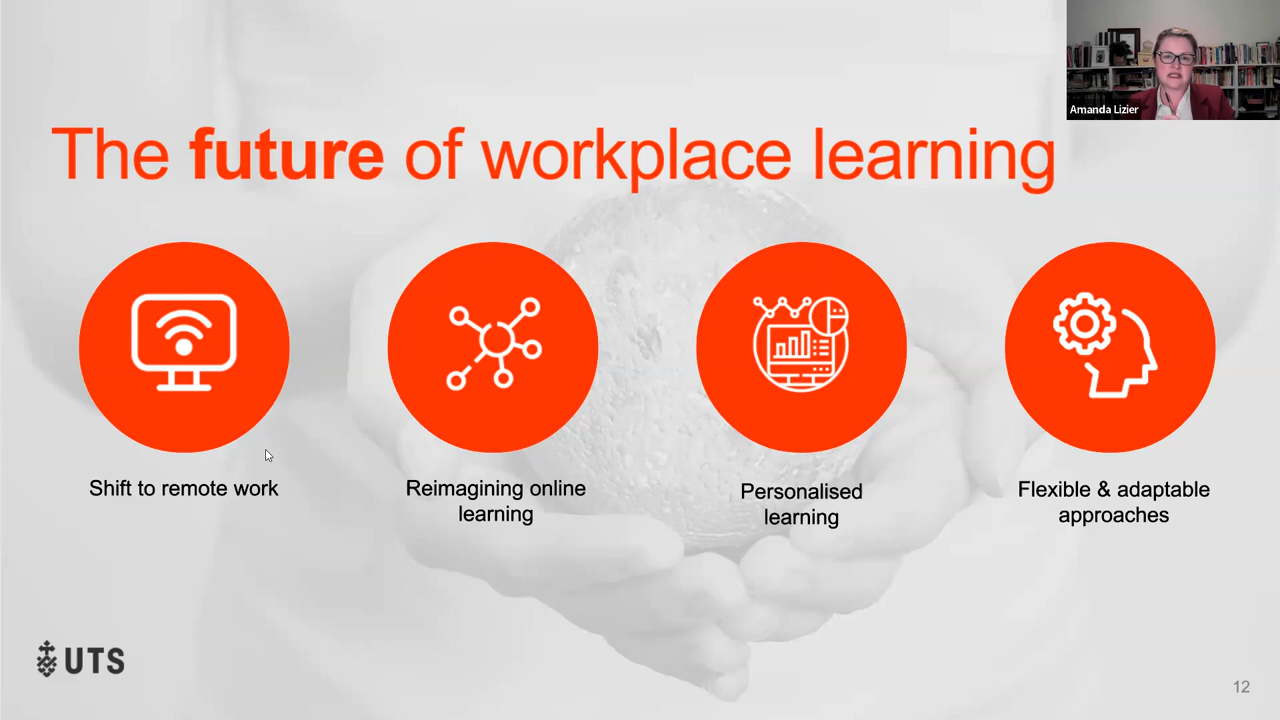 Amanda Lizier
The future of workplace learning
Shift to remote work
Reimagining online
learning
Personalised
learning
Flexible & adaptable
approaches
UTS
12